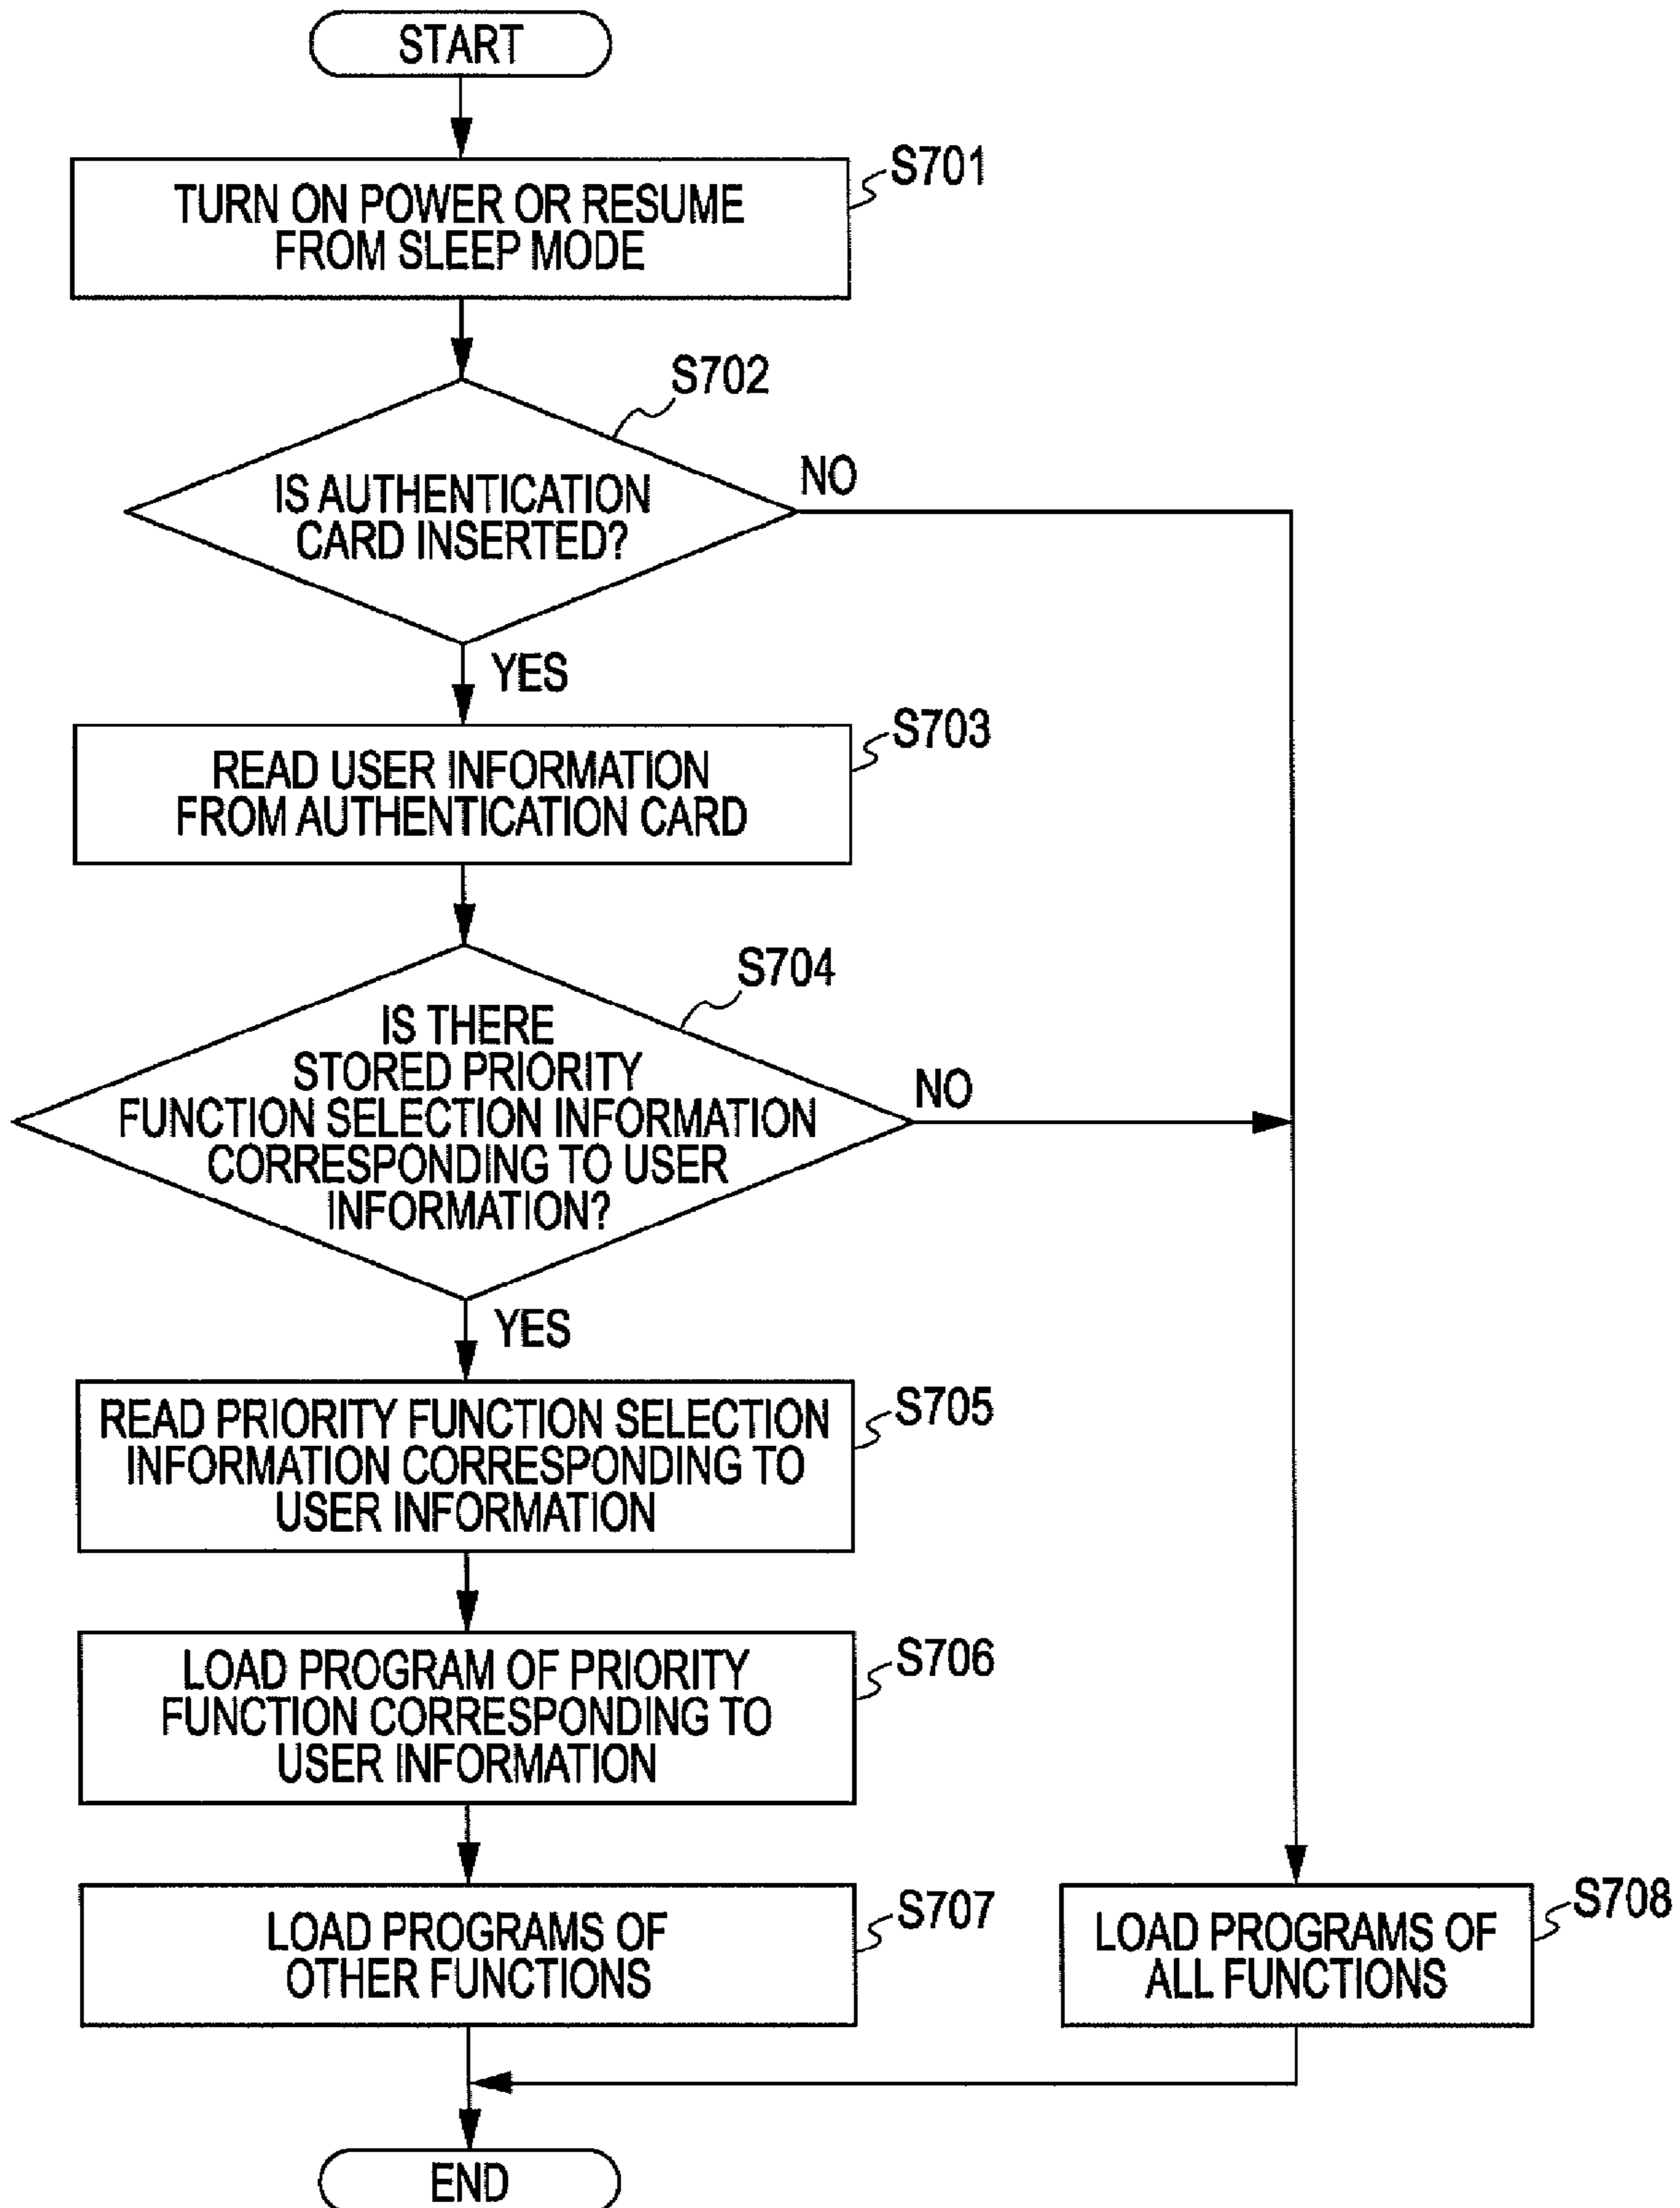 START
S701
TURN ON POWER OR RESUME
FROM SLEEP MODE
S702
IS AUTHENTICATION
CARD INSERTED?
NO
YES
S703
READ USER INFORMATION
FROM AUTHENTICATION CARD
S704
IS THERE
STORED PRIORITY
FUNCTION SELECTION INFORMATION
CORRESPONDING TO USER
INFORMATION?
NO
YES
S705
READ PRIORITY FUNCTION SELECTION
INFORMATION CORRESPONDING TO
USER INFORMATION
S706
LOAD PROGRAM OF PRIORITY
FUNCTION CORRESPONDING TO
USER INFORMATION
S707
LOAD PROGRAMS OF
OTHER FUNCTIONS
S708
LOAD PROGRAMS OF
ALL FUNCTIONS
END